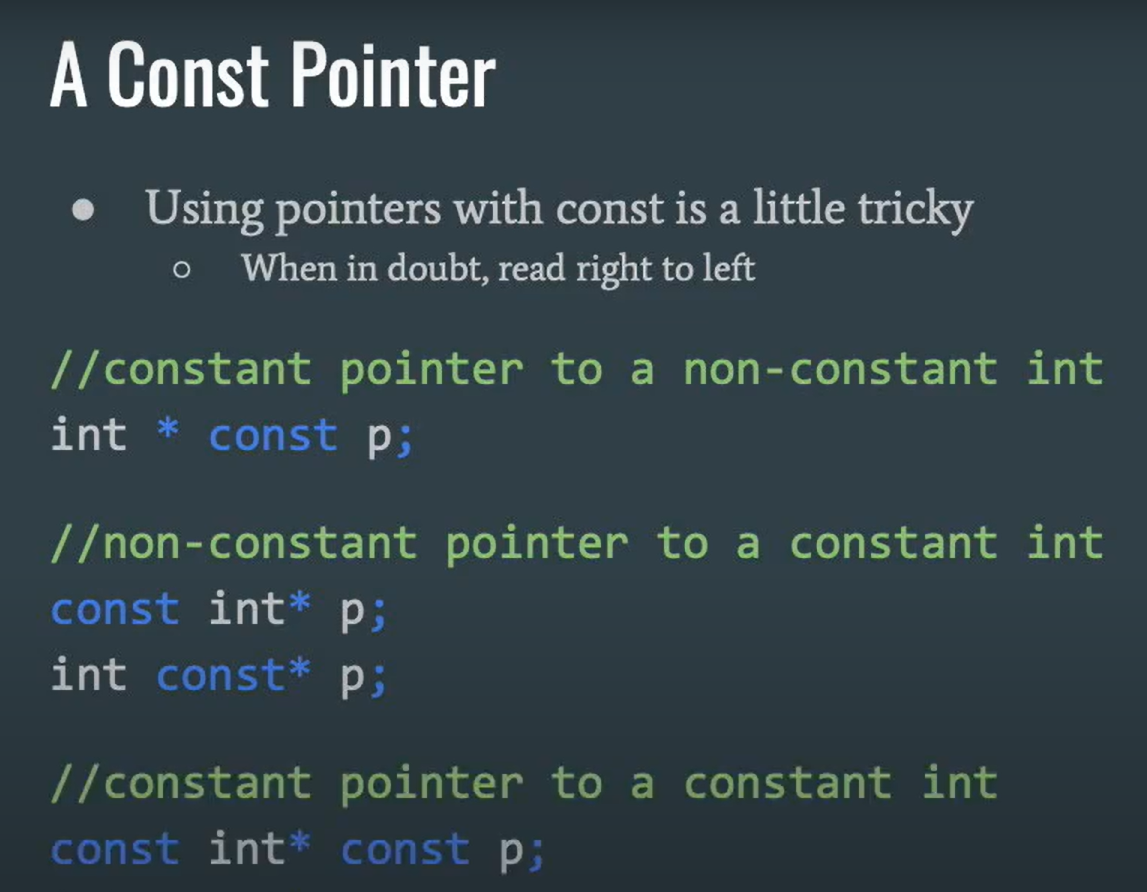 A Const Pointer
● Using pointers with const is a little tricky
○ When in doubt, read right to left
//constant pointer to a non-constant int
int * const p;
//non-constant pointer to a constant int
const int* p;
int const* p;
//constant pointer to a constant int
const int* const p;